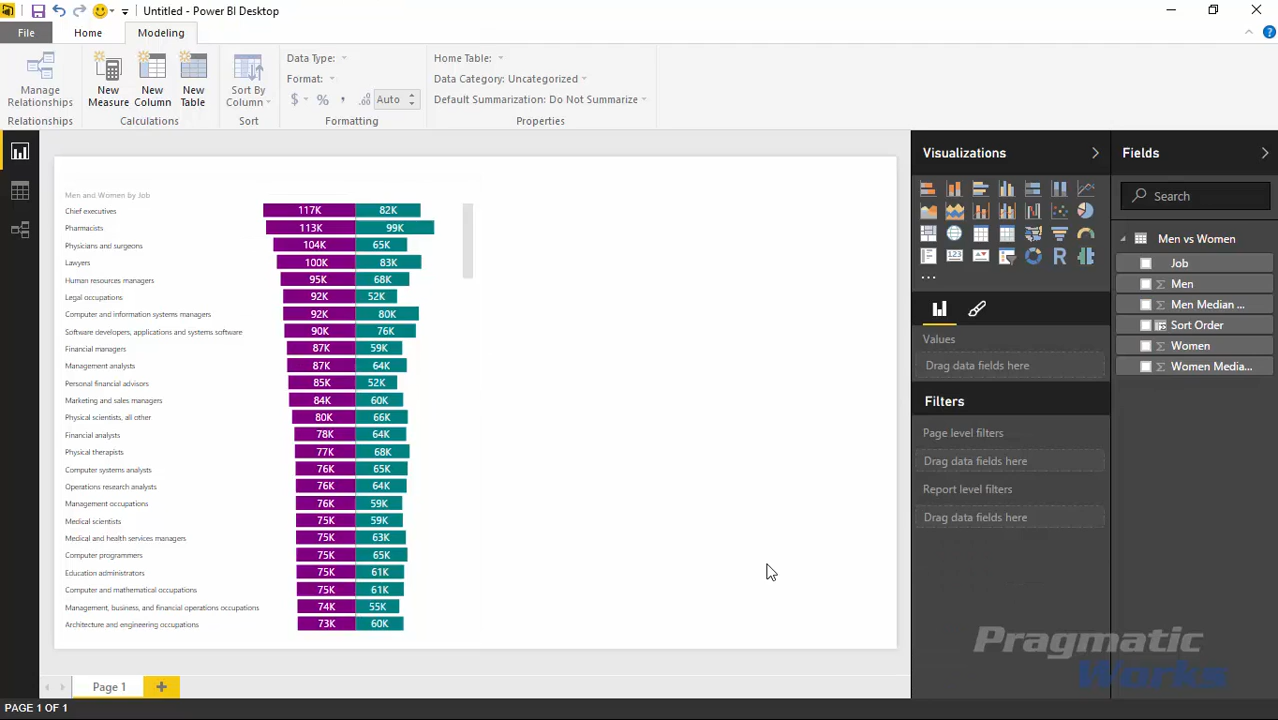 Untitled - Power BI Desktop
File
Home
Modeling
Manage Relationships
New Measure
New Column
New Table
Sort By Column
Data Type:
Format:
$ % , .00 Auto
Home Table:
Data Category: Uncategorized
Default Summarization: Do Not Summarize
Relationships
Calculations
Sort
Formatting
Properties
Men and Women by Job
Chief executives 117K 82K
Pharmacists 113K 99K
Physicians and surgeons 104K 65K
Lawyers 100K 83K
Human resources managers 95K 68K
Legal occupations 92K 52K
Computer and information systems managers 92K 80K
Software developers, applications and systems software 90K 76K
Financial managers 87K 59K
Management analysts 87K 64K
Personal financial advisors 85K 52K
Marketing and sales managers 84K 60K
Physical scientists, all other 80K 66K
Financial analysts 78K 64K
Physical therapists 77K 68K
Computer systems analysts 76K 65K
Operations research analysts 76K 64K
Management occupations 76K 59K
Medical scientists 75K 59K
Medical and health services managers 75K 63K
Computer programmers 75K 65K
Education administrators 75K 61K
Computer and mathematical occupations 75K 61K
Management, business, and financial operations occupations 74K 55K
Architecture and engineering occupations 73K 60K
Visualizations
Values
Drag data fields here
Filters
Page level filters
Drag data fields here
Report level filters
Drag data fields here
Fields
Search
Men vs Women
Job
Men
Men Median ...
Sort Order
Women
Women Media...
Pragmatic
Works
Page 1
PAGE 1 OF 1